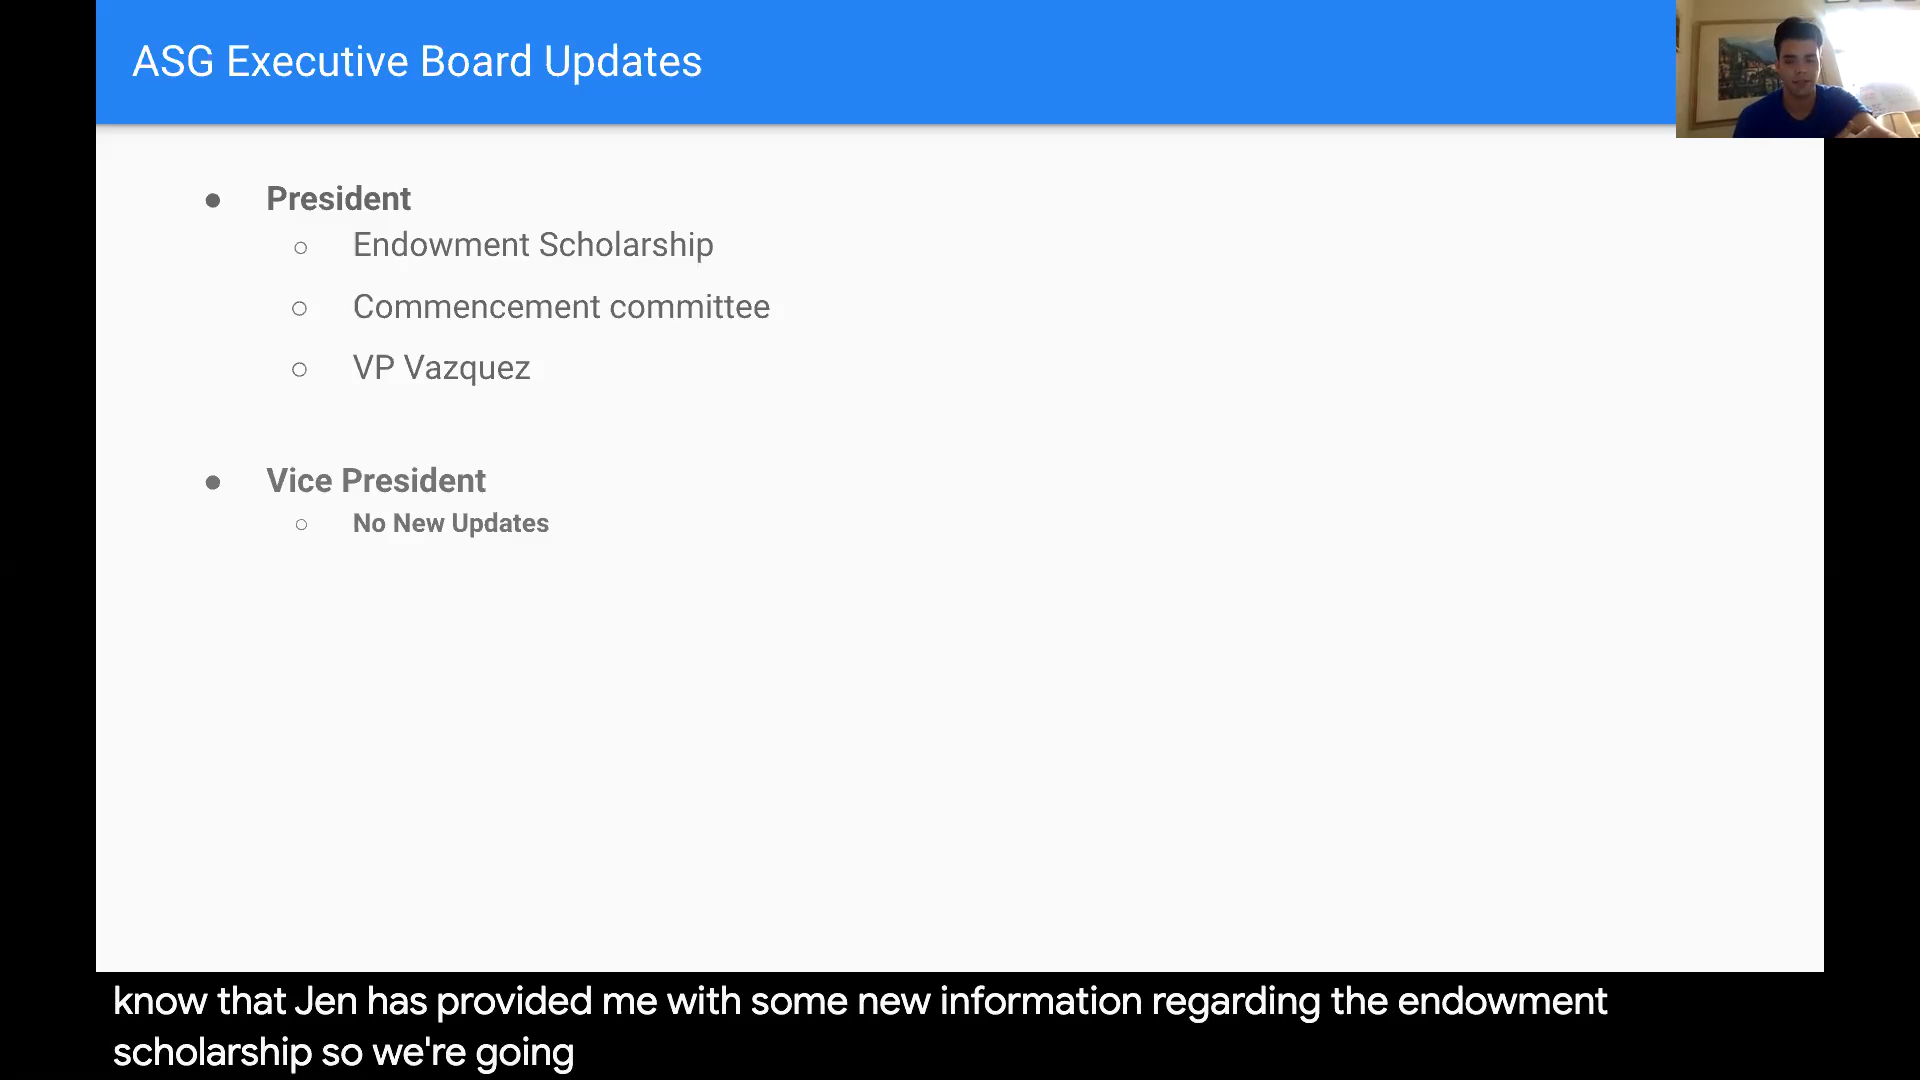 ASG Executive Board Updates
● President
○ Endowment Scholarship
○ Commencement committee
○ VP Vazquez
● Vice President
○ No New Updates
know that Jen has provided me with some new information regarding the endowment
scholarship so we're going